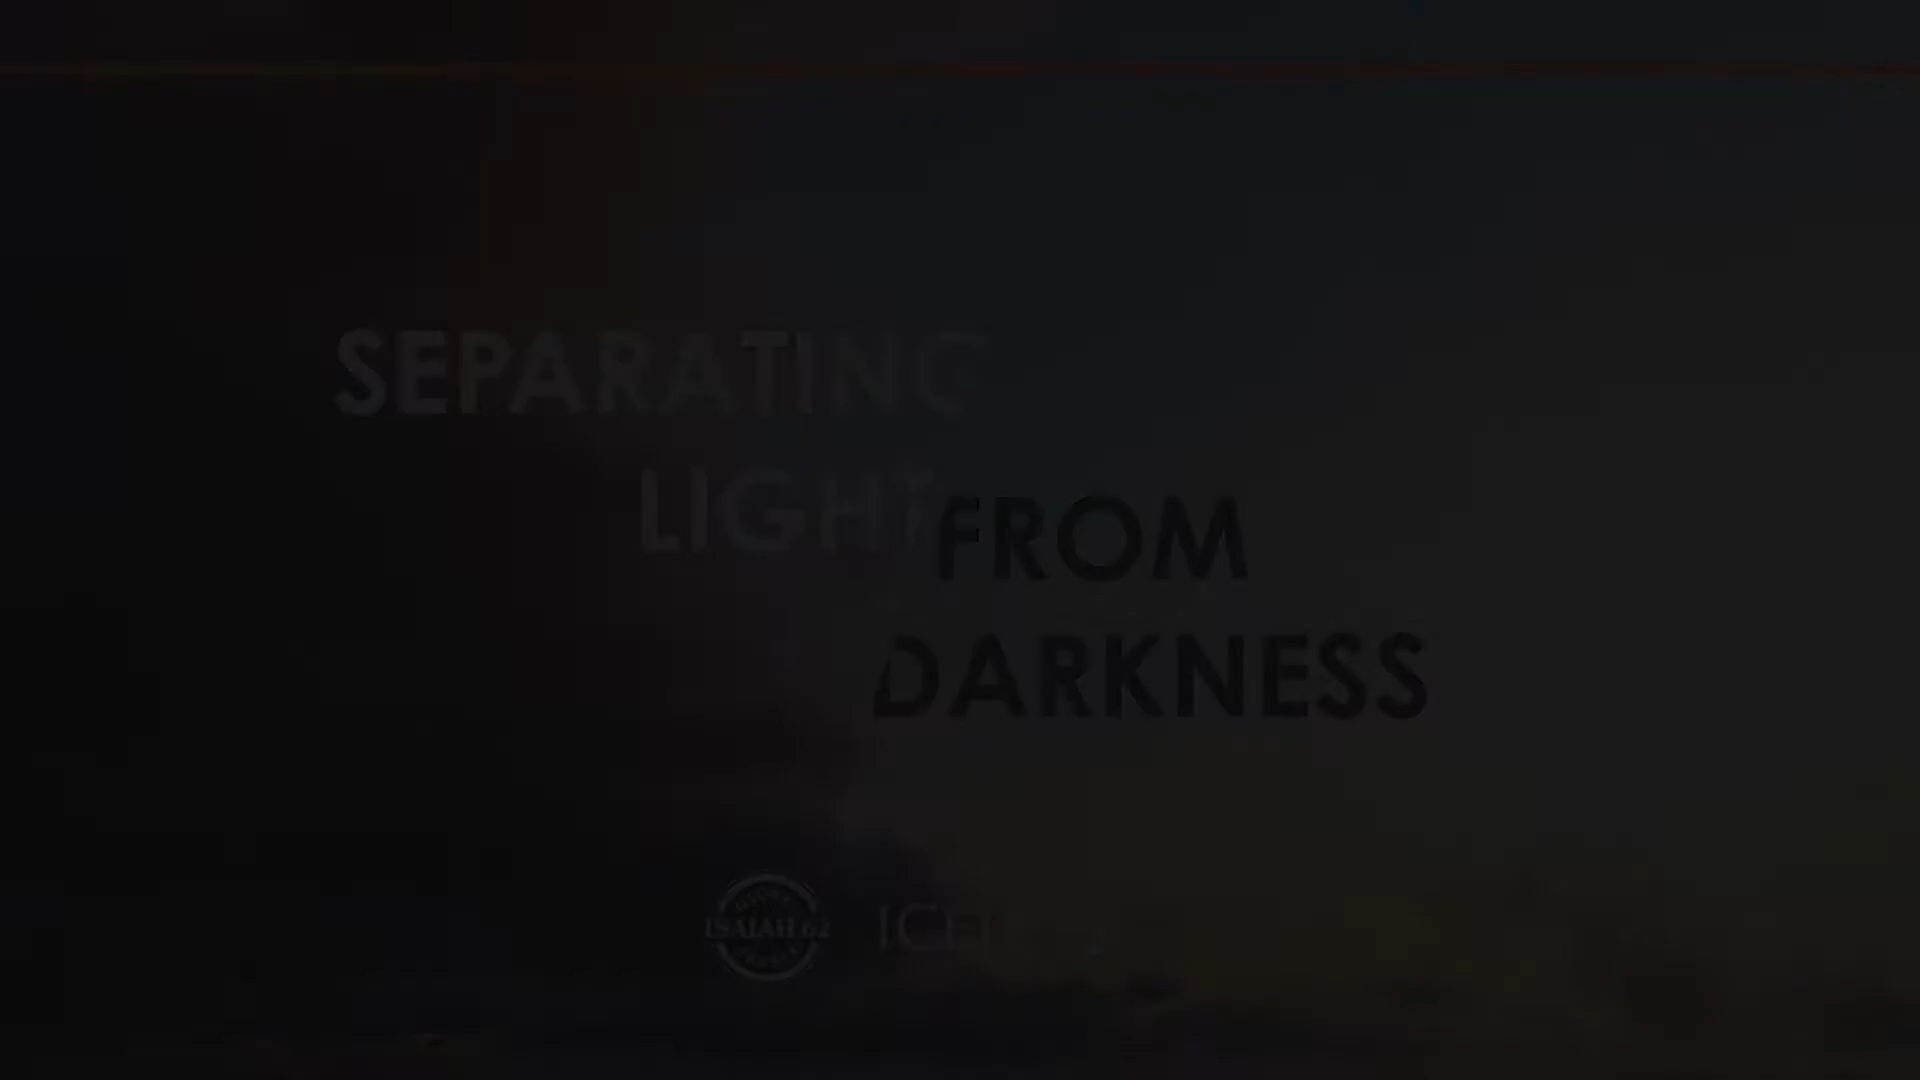 SEPARATING
LIGHT
FROM
DARKNESS
ISAIAH 62